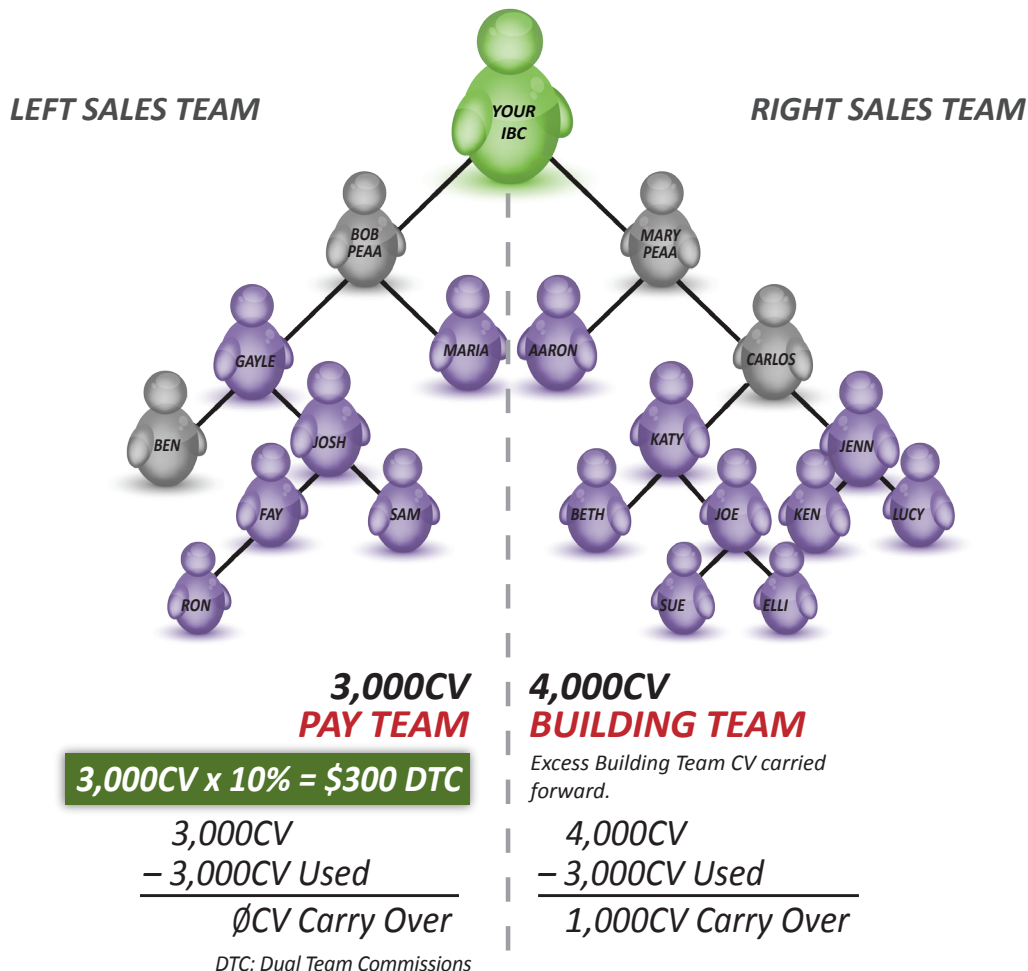 LEFT SALES TEAM
RIGHT SALES TEAM
YOUR
IBC
BOB
PEAA
MARY
PEAA
GAYLE
MARIA
AARON
CARLOS
BEN
JOSH
KATY
JENN
FAY
SAM
BETH
JOE
KEN
LUCY
RON
SUE
ELLI
3,000CV
PAY TEAM
3,000CV x 10% = $300 DTC
3,000CV
– 3,000CV Used
ØCV Carry Over
DTC: Dual Team Commissions
4,000CV
BUILDING TEAM
Excess Building Team CV carried
forward.
4,000CV
– 3,000CV Used
1,000CV Carry Over